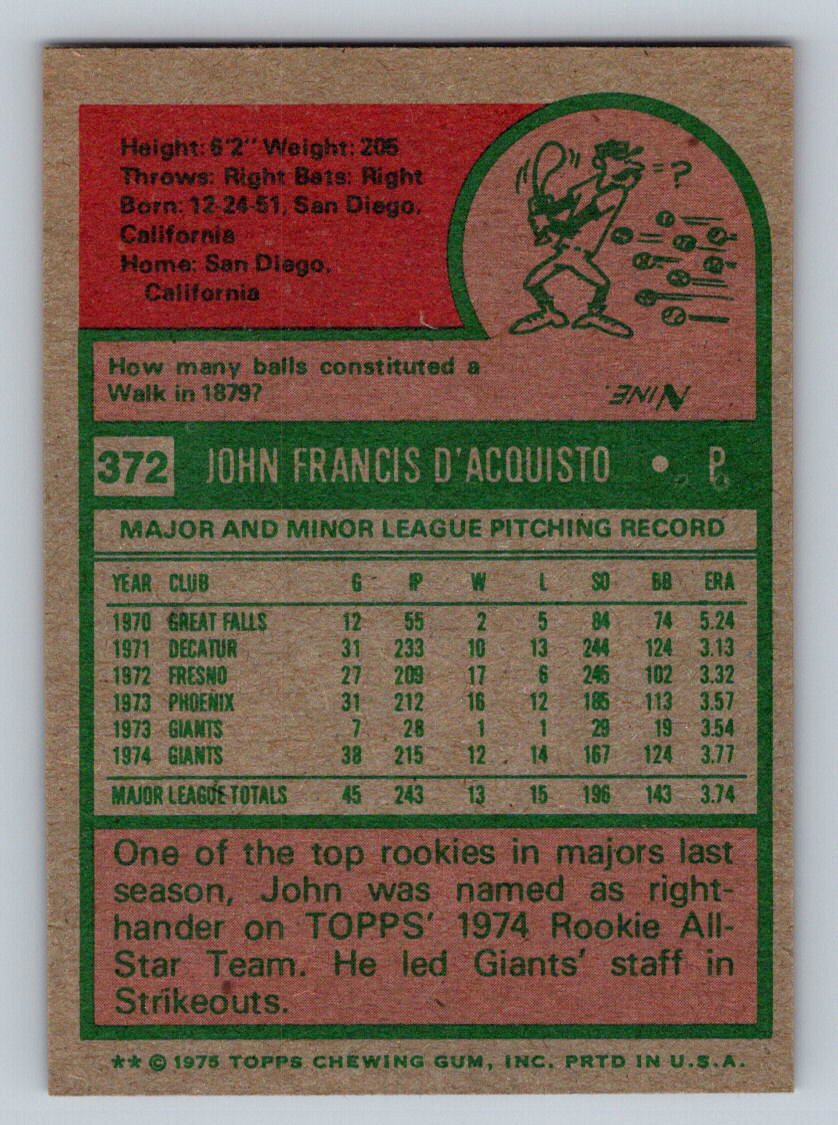 Height: 6'2" Weight: 205
Throws: Right Bats: Right
Born: 12-24-51, San Diego,
California
Home: San Diego,
California
= ?
How many balls constituted a
Walk in 1879?
NINE.
372 JOHN FRANCIS D'ACQUISTO • P
MAJOR AND MINOR LEAGUE PITCHING RECORD
YEAR CLUB G IP W L SO BB ERA
1970 GREAT FALLS 12 55 2 5 84 74 5.24
1971 DECATUR 31 233 10 13 244 124 3.13
1972 FRESNO 27 209 17 6 245 102 3.32
1973 PHOENIX 31 212 16 12 185 113 3.57
1973 GIANTS 7 28 1 1 29 19 3.54
1974 GIANTS 38 215 12 14 167 124 3.77
MAJOR LEAGUE TOTALS 45 243 13 15 196 143 3.74
One of the top rookies in majors last
season, John was named as right-
hander on TOPPS' 1974 Rookie All-
Star Team. He led Giants' staff in
Strikeouts.
** © 1975 TOPPS CHEWING GUM, INC. PRTD IN U.S.A.